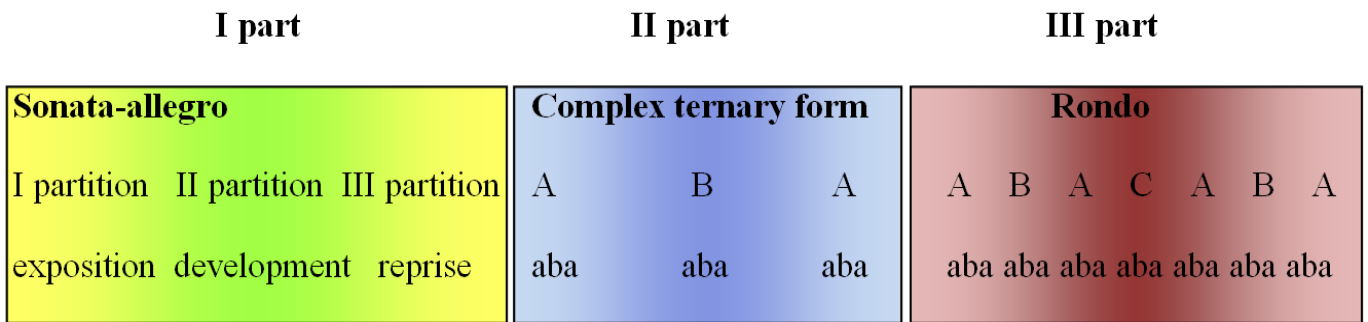 I part II part III part
Sonata-allegro Complex ternary form Rondo
I partition II partition III partition A B A A B A C A B A
exposition development reprise aba aba aba aba aba aba aba aba aba aba